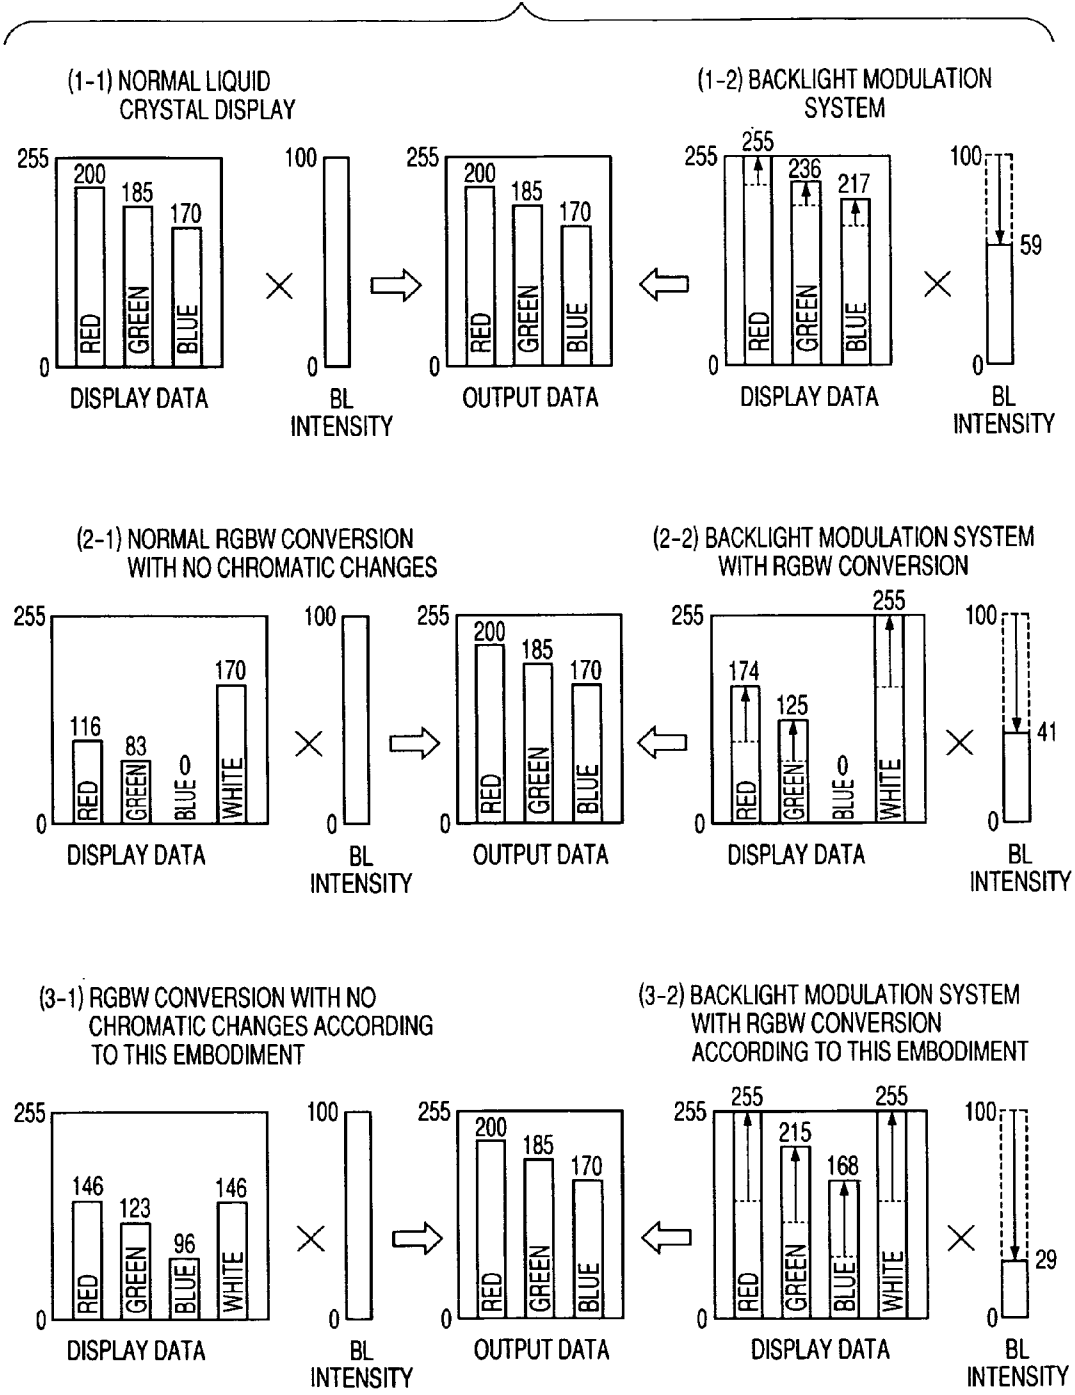 (1-1) NORMAL LIQUID
CRYSTAL DISPLAY
255
200
185
170
RED
GREEN
BLUE
0
DISPLAY DATA
100
0
BL
INTENSITY
255
200
185
170
RED
GREEN
BLUE
0
OUTPUT DATA
(1-2) BACKLIGHT MODULATION
SYSTEM
255
255
236
217
RED
GREEN
BLUE
0
DISPLAY DATA
100
59
0
BL
INTENSITY
(2-1) NORMAL RGBW CONVERSION
WITH NO CHROMATIC CHANGES
255
116
83
0
170
RED
GREEN
BLUE
WHITE
0
DISPLAY DATA
100
0
BL
INTENSITY
255
200
185
170
RED
GREEN
BLUE
0
OUTPUT DATA
(2-2) BACKLIGHT MODULATION SYSTEM
WITH RGBW CONVERSION
255
174
125
0
255
RED
GREEN
BLUE
WHITE
0
DISPLAY DATA
100
41
0
BL
INTENSITY
(3-1) RGBW CONVERSION WITH NO
CHROMATIC CHANGES ACCORDING
TO THIS EMBODIMENT
255
146
123
96
146
RED
GREEN
BLUE
WHITE
0
DISPLAY DATA
100
0
BL
INTENSITY
255
200
185
170
RED
GREEN
BLUE
0
OUTPUT DATA
(3-2) BACKLIGHT MODULATION SYSTEM
WITH RGBW CONVERSION
ACCORDING TO THIS EMBODIMENT
255
255
215
168
255
RED
GREEN
BLUE
WHITE
0
DISPLAY DATA
100
29
0
BL
INTENSITY